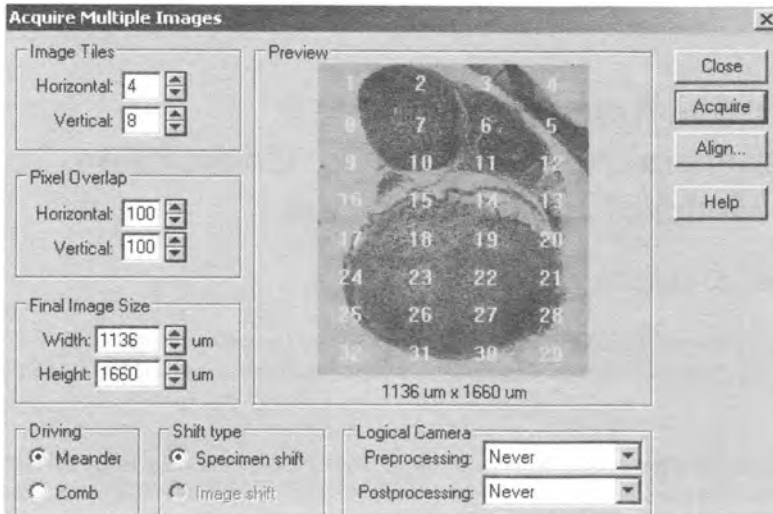 Acquire Multiple Images
Image Tiles
Horizontal: 4
Vertical: 8
Pixel Overlap
Horizontal: 100
Vertical: 100
Final Image Size
Width: 1136 um
Height: 1660 um
Preview
1 2 3 4
8 7 6 5
9 10 11 12
16 15 14 13
17 18 19 20
24 23 22 21
25 26 27 28
32 31 30 29
1136 um x 1660 um
Close
Acquire
Align...
Help
Driving
Meander
Comb
Shift type
Specimen shift
Image shift
Logical Camera
Preprocessing: Never
Postprocessing: Never